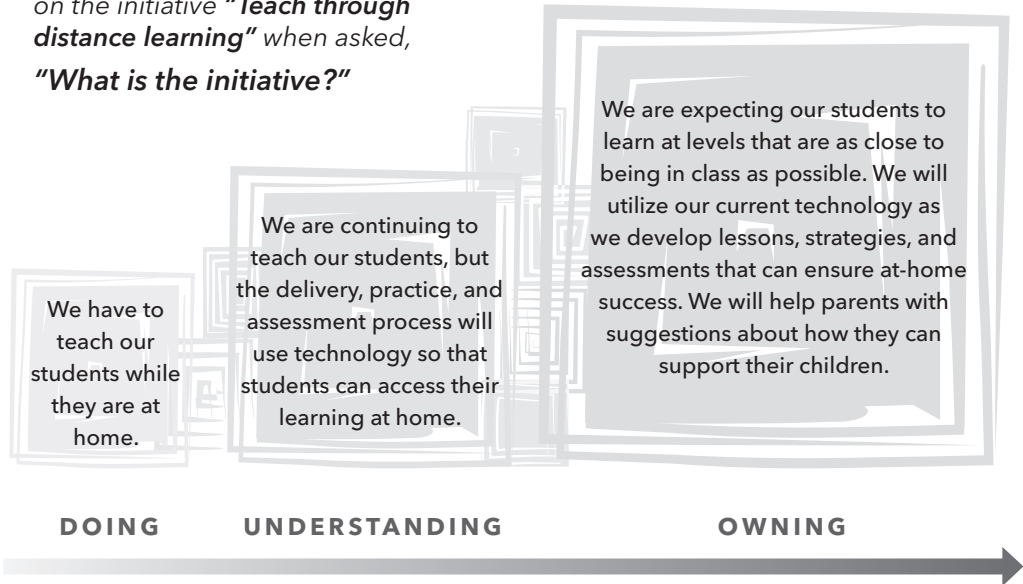 on the initiative “Teach through
distance learning” when asked,
“What is the initiative?”
We have to
teach our
students while
they are at
home.
We are continuing to
teach our students, but
the delivery, practice, and
assessment process will
use technology so that
students can access their
learning at home.
We are expecting our students to
learn at levels that are as close to
being in class as possible. We will
utilize our current technology as
we develop lessons, strategies, and
assessments that can ensure at-home
success. We will help parents with
suggestions about how they can
support their children.
DOING
UNDERSTANDING
OWNING